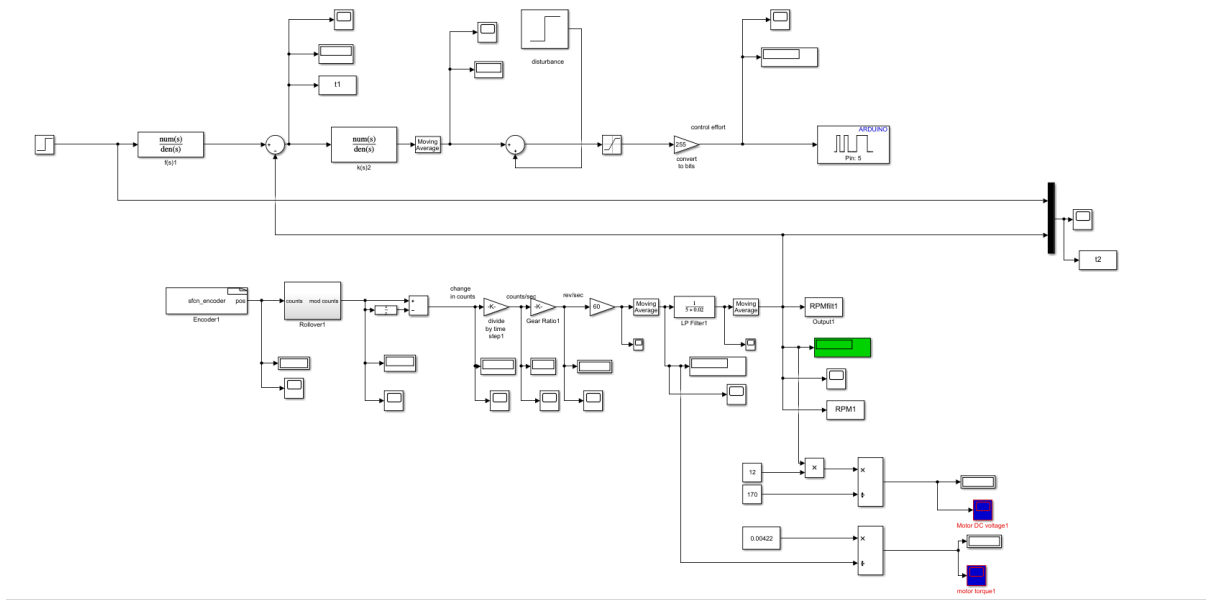 disturbance
t1
num(s)
den(s)
f(s)1
num(s)
den(s)
k(s)2
Moving
Average
control effort
255
convert
to bits
ARDUINO
Pin: 5
t2
sfcn_encoder
pos
Encoder1
counts
mod counts
Rollover1
change
in counts
-K-
divide
by time
step1
counts/sec
-K-
Gear Ratio1
rev/sec
60
Moving
Average
1
LP Filter1
Moving
Average
RPMfilt1
Output1
RPM1
12
170
Motor DC voltage1
0.00422
motor torque1